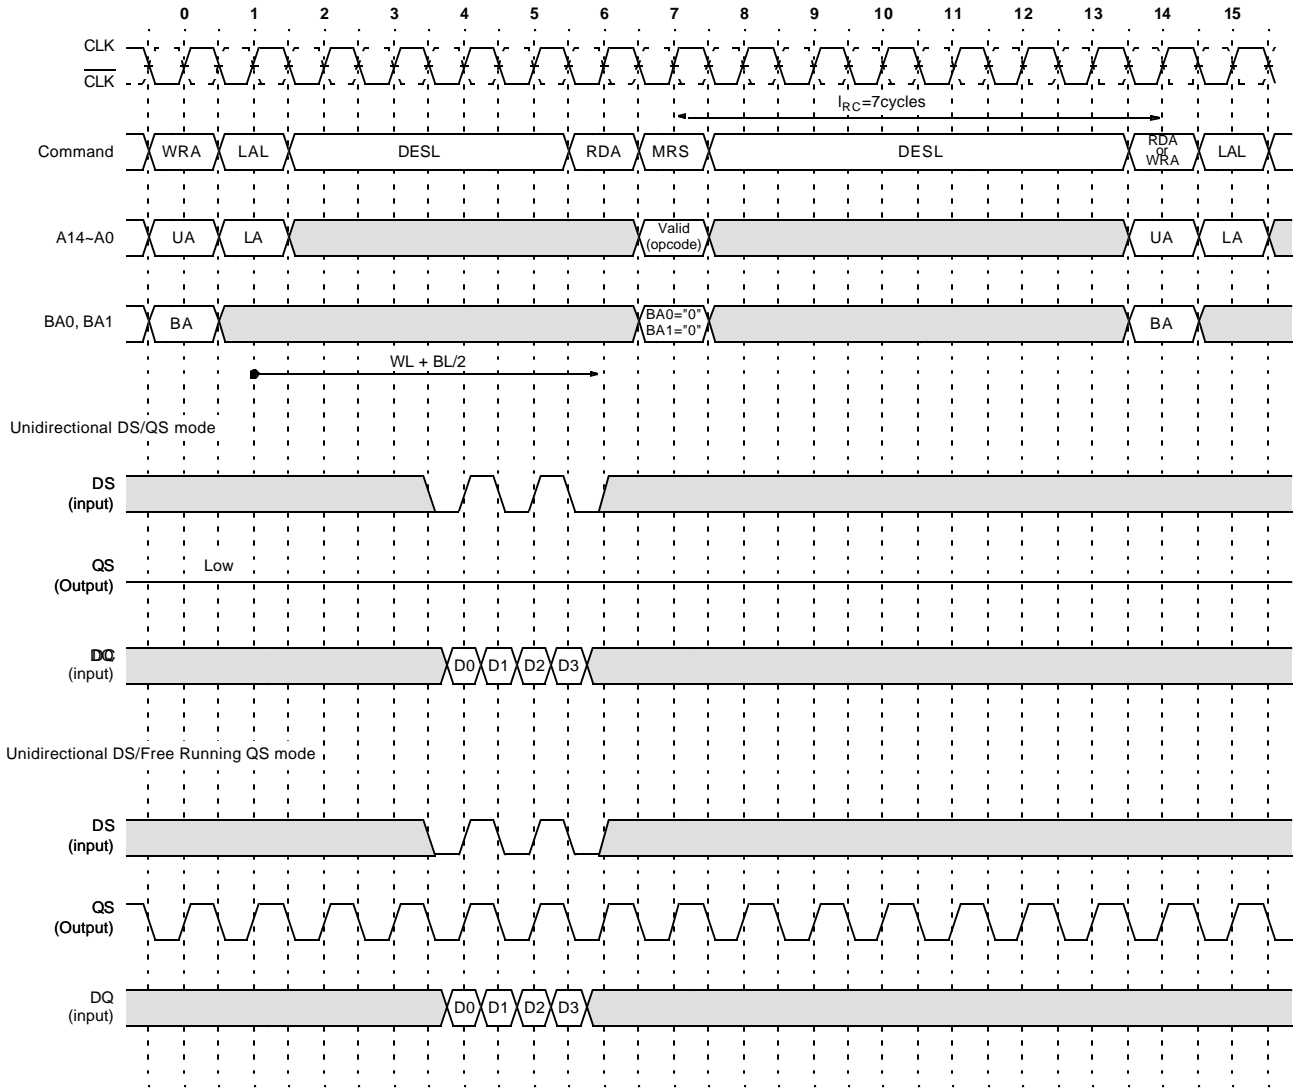 0 1 2 3 4 5 6 7 8 9 10 11 12 13 14 15
CLK
CLK
IRC=7cycles
Command WRA LAL DESL RDA MRS DESL RDA or WRA LAL
A14~A0 UA LA Valid (opcode) UA LA
BA0, BA1 BA BA0="0" BA1="0" BA
WL + BL/2
Unidirectional DS/QS mode
DS
(input)
QS Low
(Output)
DQ D0 D1 D2 D3
(input)
Unidirectional DS/Free Running QS mode
DS
(input)
QS
(Output)
DQ D0 D1 D2 D3
(input)